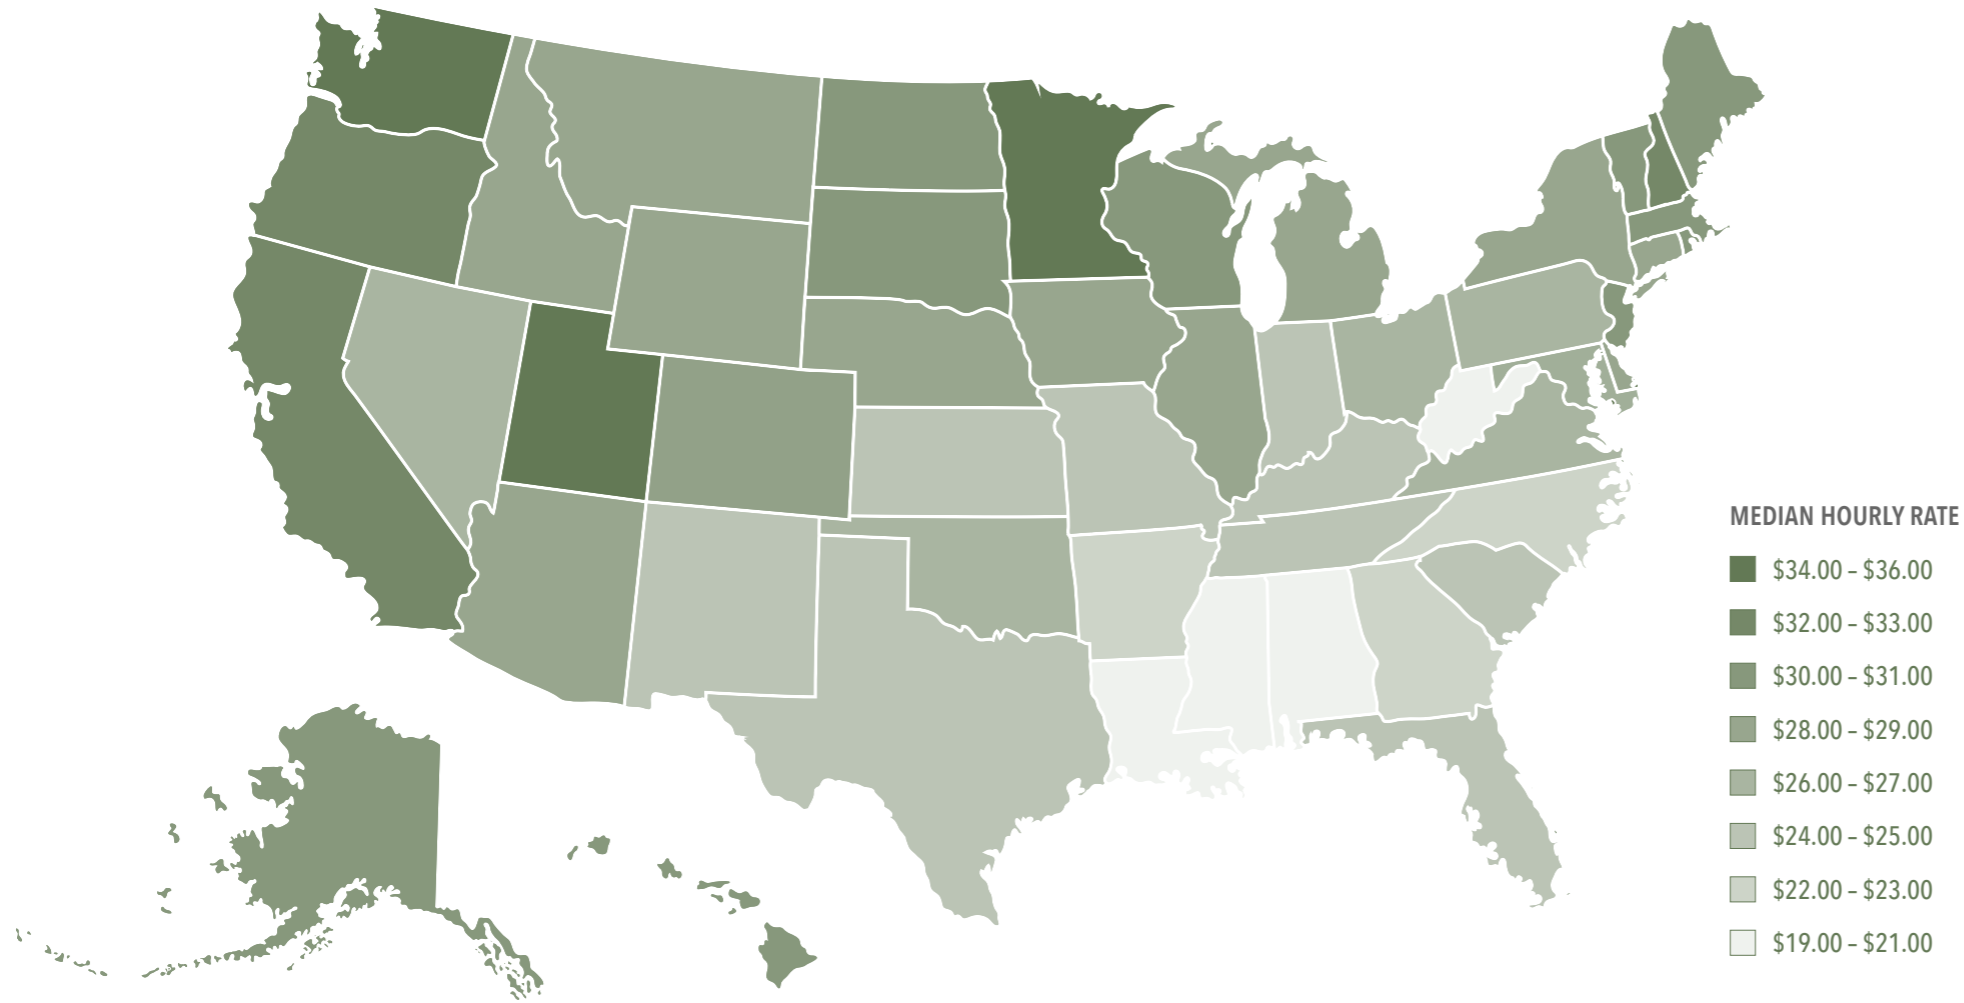 MEDIAN HOURLY RATE
$34.00 – $36.00
$32.00 – $33.00
$30.00 – $31.00
$28.00 – $29.00
$26.00 – $27.00
$24.00 – $25.00
$22.00 – $23.00
$19.00 – $21.00